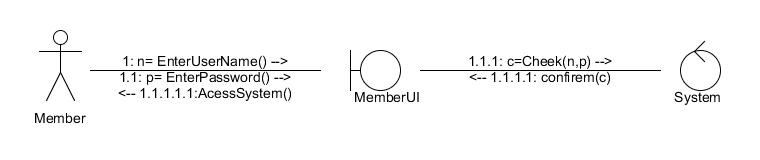 1: n= EnterUserName() -->
1.1: p= EnterPassword() -->
<-- 1.1.1.1.1:AcessSystem()
Member
MemberUI
1.1.1: c=Cheek(n,p) -->
<-- 1.1.1.1: confirem(c)
System